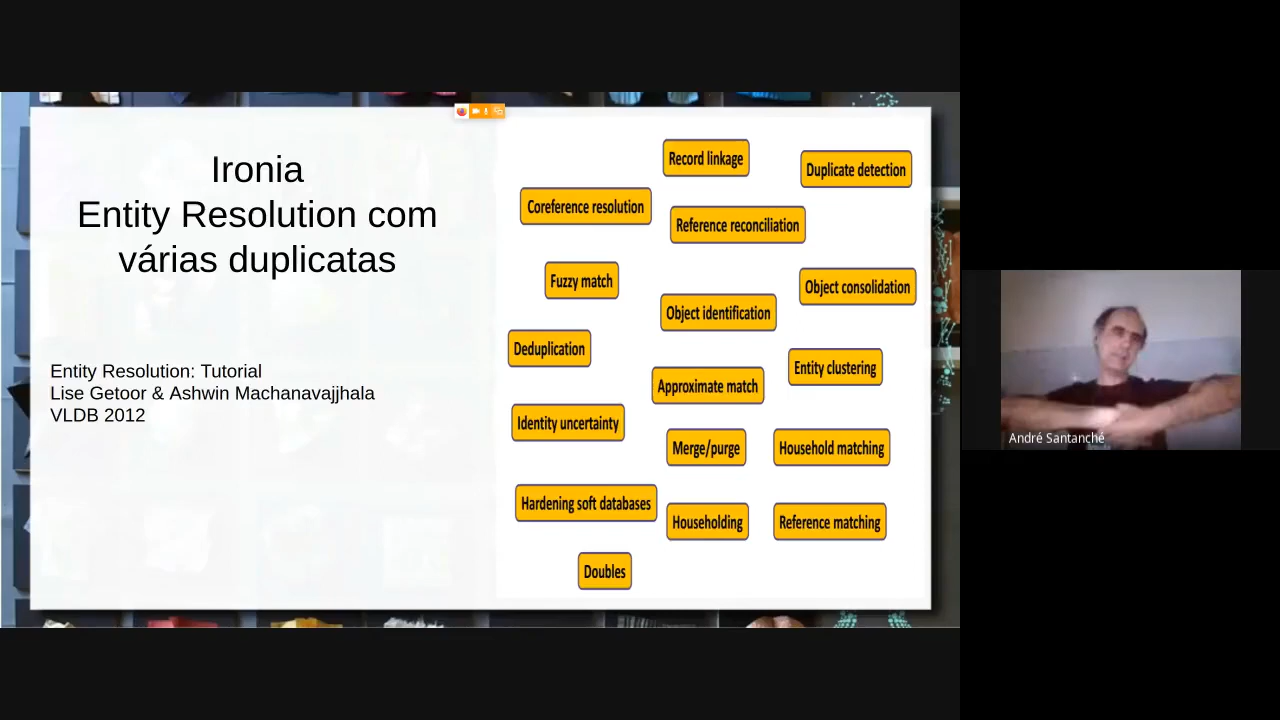 Ironia
Entity Resolution com
várias duplicatas
Entity Resolution: Tutorial
Lise Getoor & Ashwin Machanavajjhala
VLDB 2012
Record linkage
Duplicate detection
Coreference resolution
Reference reconciliation
Fuzzy match
Object consolidation
Object identification
Deduplication
Entity clustering
Approximate match
Identity uncertainty
Merge/purge
Household matching
Hardening soft databases
Householding
Reference matching
Doubles
André Santanchè